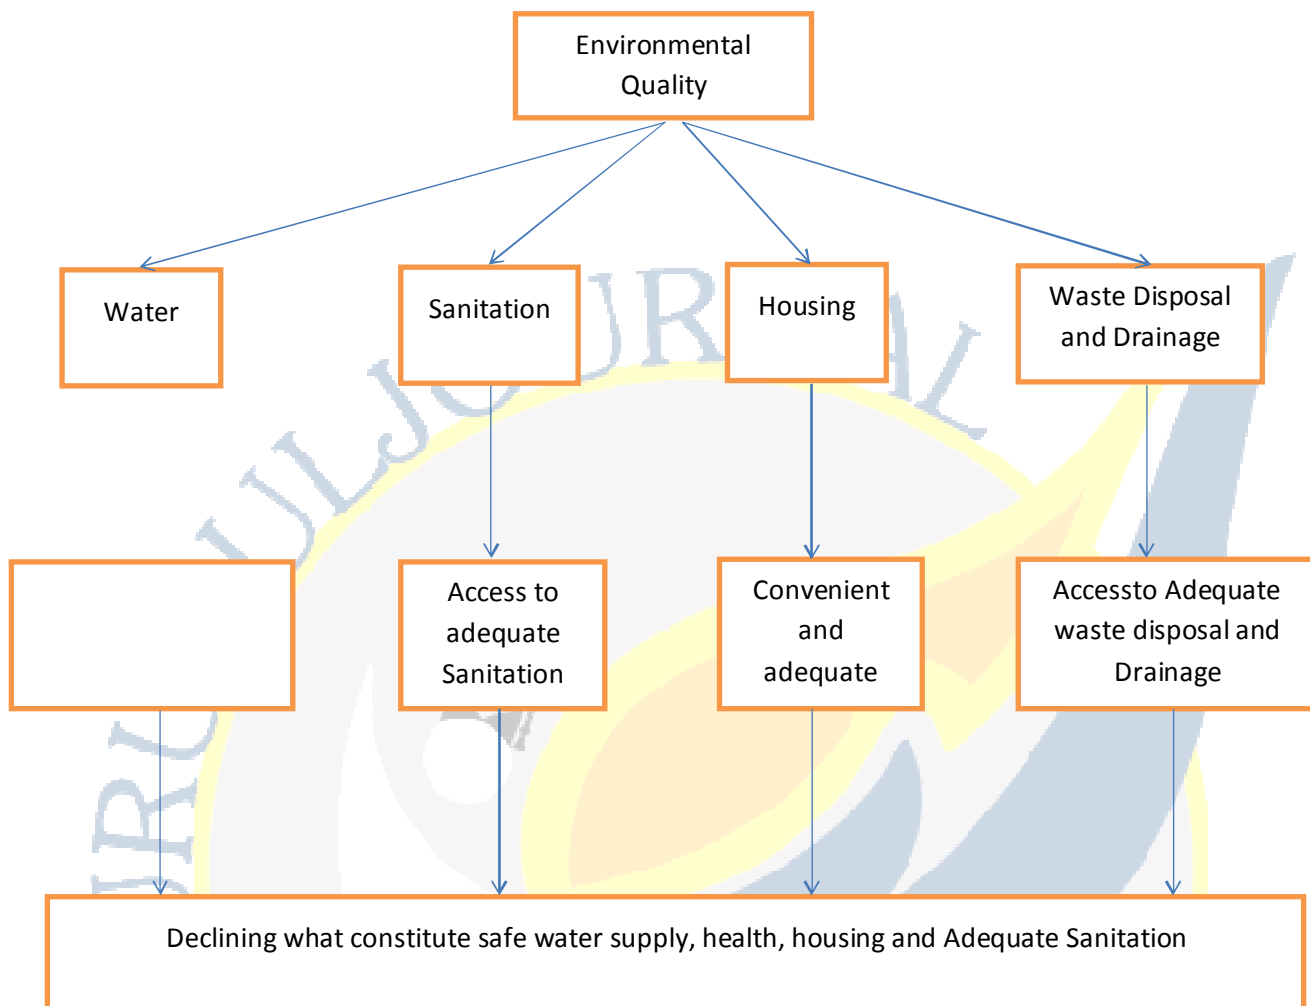 Environmental
Quality
Water
Sanitation
Housing
Waste Disposal
and Drainage
Access to
adequate
Sanitation
Convenient
and
adequate
Accessto Adequate
waste disposal and
Drainage
Declining what constitute safe water supply, health, housing and Adequate Sanitation